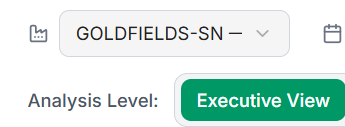 GOLDFIELDS-SN —
Analysis Level: Executive View